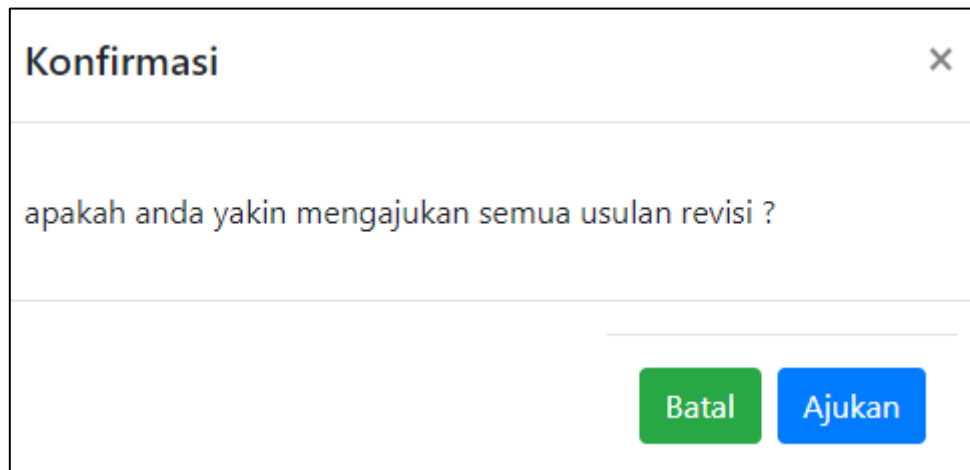 Konfirmasi ×
apakah anda yakin mengajukan semua usulan revisi ?
Batal Ajukan